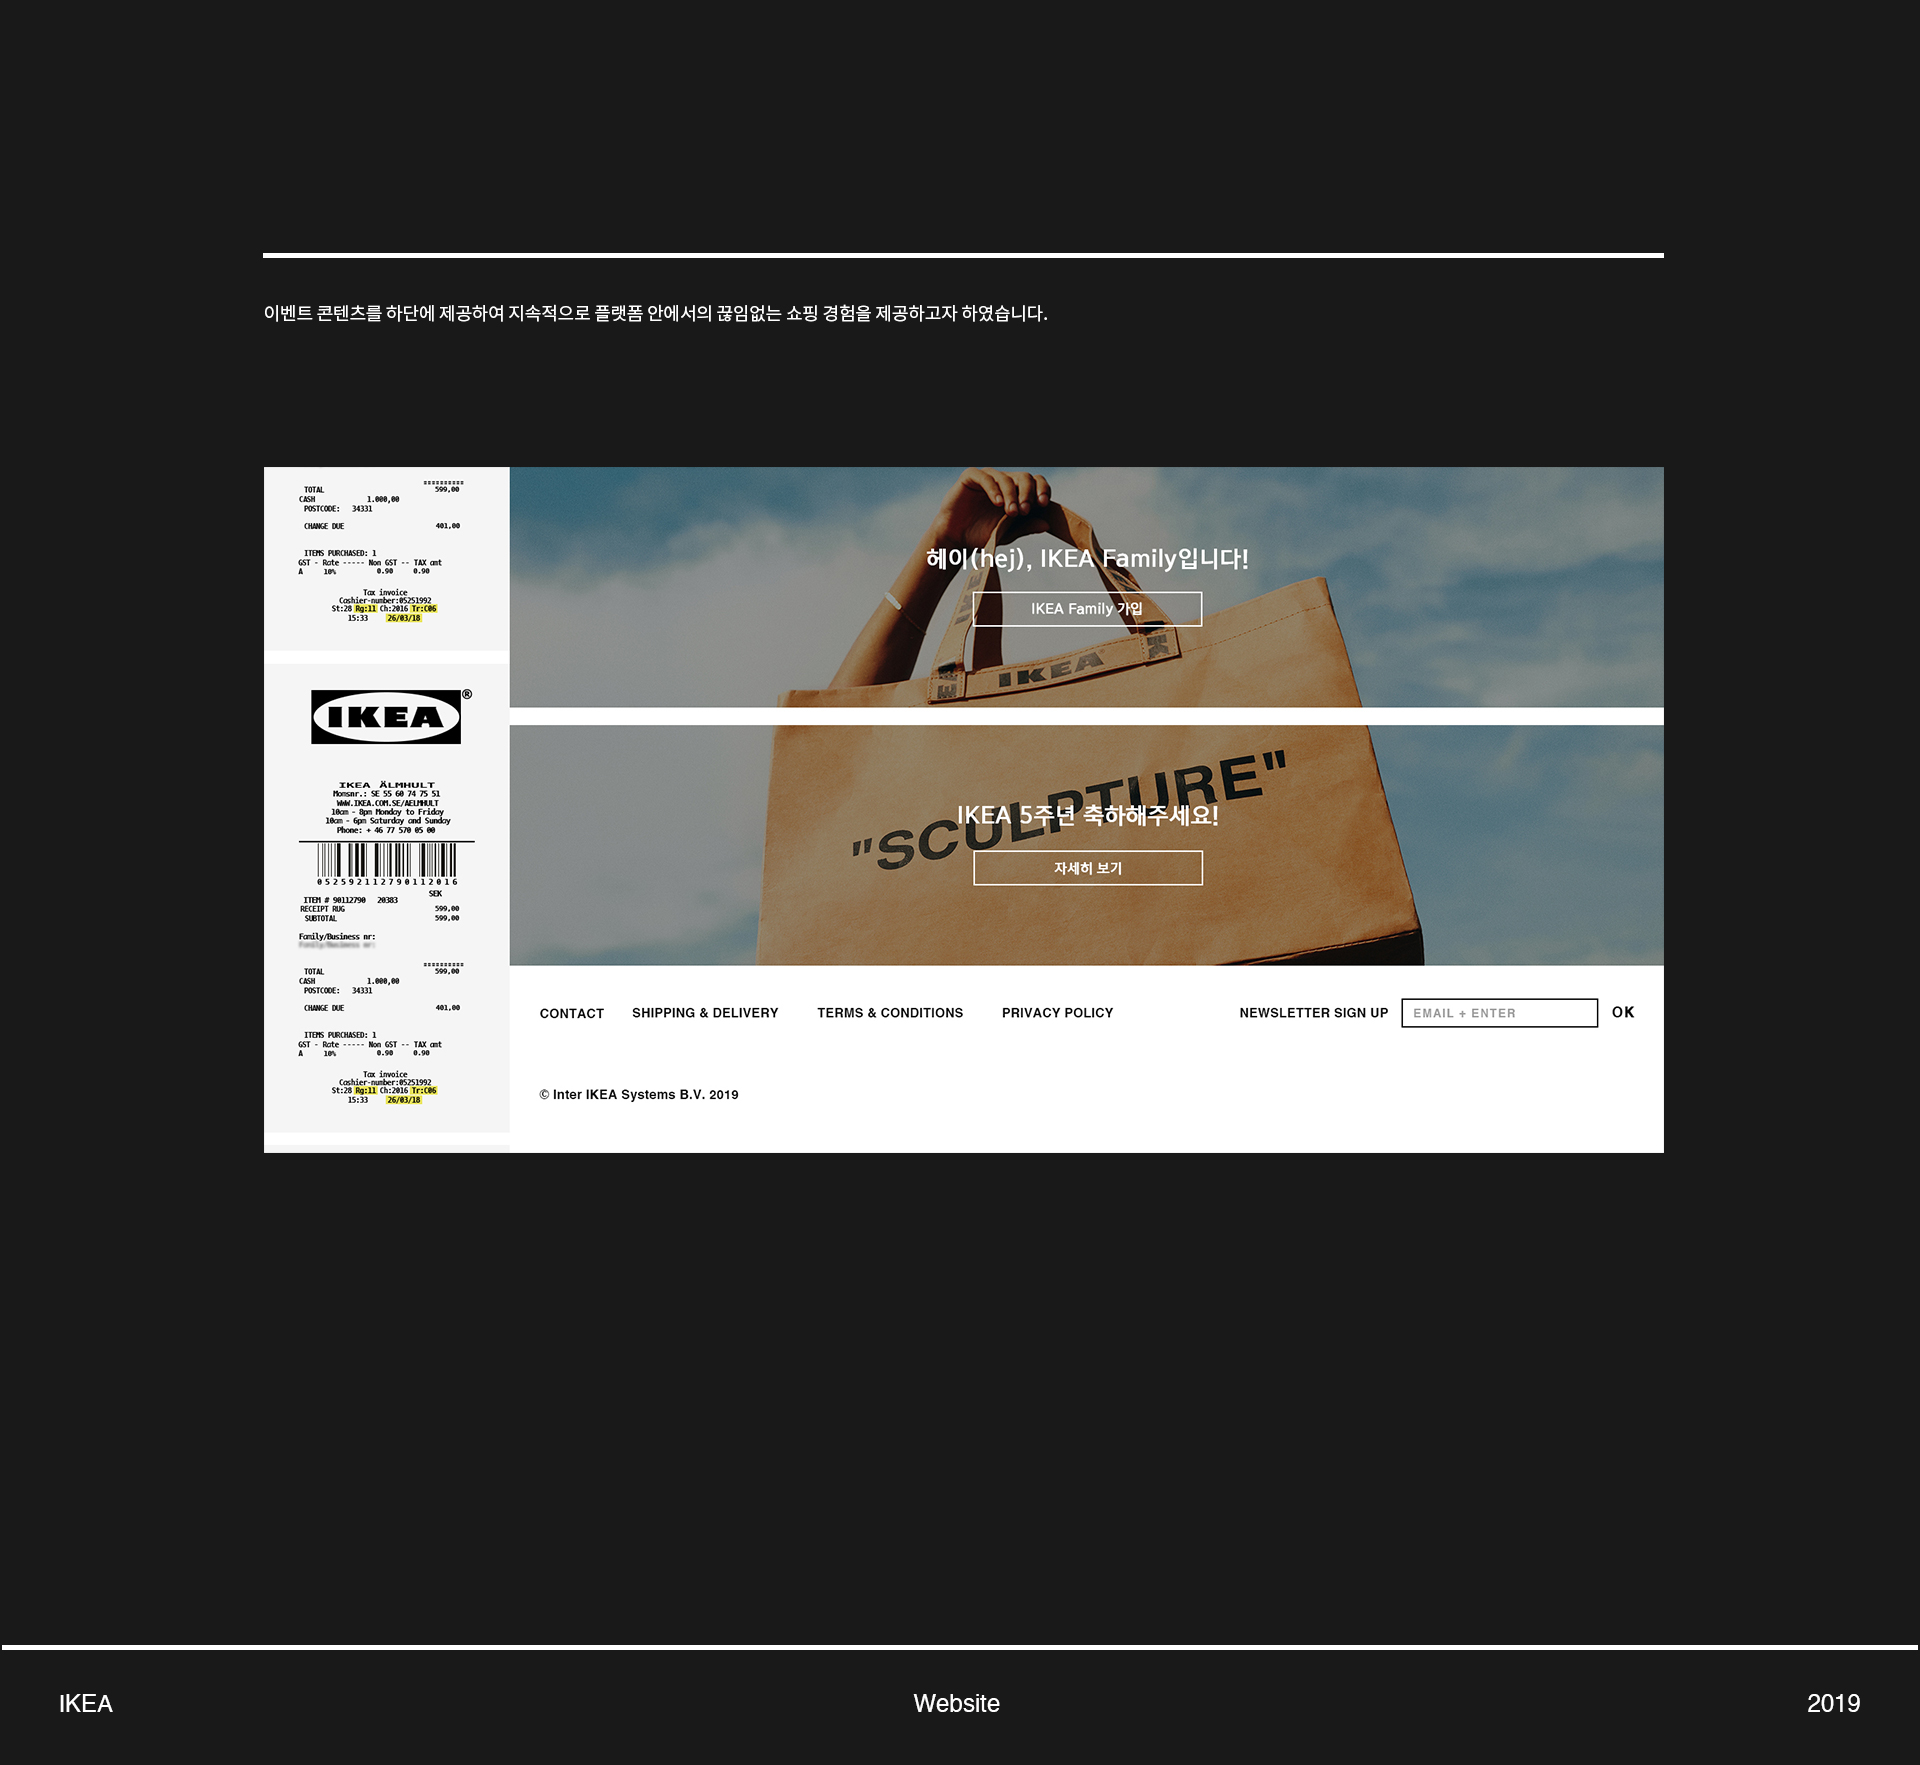 이벤트 콘텐츠를 하단에 제공하여 지속적으로 플랫폼 안에서의 끊임없는 쇼핑 경험을 제공하고자 하였습니다.
==========
TOTAL 599,00
CASH 1.000,00
POSTCODE: 34331
CHANGE DUE 401,00
ITEMS PURCHASED: 1
GST - Rate ----- Non GST -- TAX amt
A 10% 0.90 0.90
Tax invoice
Cashier-number:05251992
St:28 Rg:11 Ch:2016 Tr:C06
15:33 26/03/18
IKEA®
IKEA ÄLMHULT
Momsnr.: SE 55 60 74 75 51
WWW.IKEA.COM.SE/AELMHULT
10am - 8pm Monday to Friday
10am - 6pm Saturday and Sunday
Phone: + 46 77 570 05 00
05259211279011 2016
SEK
ITEM # 90112790 20383
RECEIPT RUG 599,00
SUBTOTAL 599,00
Family/Business nr:
Family/Business nr:
==========
TOTAL 599,00
CASH 1.000,00
POSTCODE: 34331
CHANGE DUE 401,00
ITEMS PURCHASED: 1
GST - Rate ----- Non GST -- TAX amt
A 10% 0.90 0.90
Tax invoice
Cashier-number:05251992
St:28 Rg:11 Ch:2016 Tr:C06
15:33 26/03/18
헤이(hej), IKEA Family입니다!
IKEA Family 가입
IKEA®
"SCULPTURE"
IKEA 5주년 축하해주세요!
자세히 보기
CONTACT SHIPPING & DELIVERY TERMS & CONDITIONS PRIVACY POLICY NEWSLETTER SIGN UP EMAIL + ENTER OK
© Inter IKEA Systems B.V. 2019
IKEA Website 2019